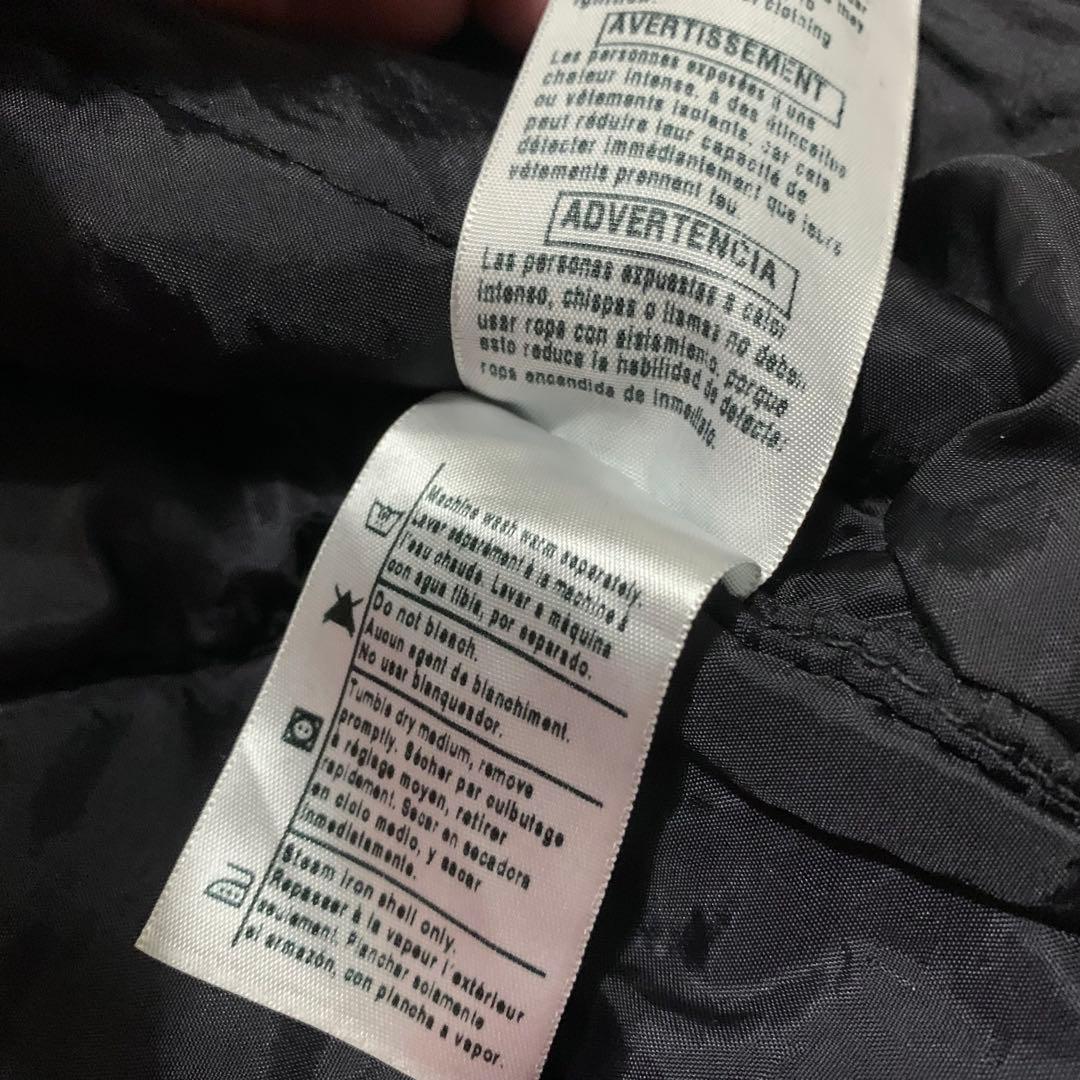 may
clothing
AVERTISSEMENT
Les personnes exposées à une
chaleur intense, à des étincelles
ou vêtements isolants, car cela
peut réduire leur capacité de
détecter immédiatement que leurs
vêtements prennent feu.
ADVERTENCIA
Las personas expuestas a calor
intenso, chispas o llamas no deben
usar ropa con aislamiento, porque
esto reduce la habilidad de detectar
ropa encendida de inmediato.
Machine wash warm separately.
Laver séparément à la machine à
l'eau chaude. Lavar a máquina
con agua tibia, por separado.
Do not bleach.
Aucun agent de blanchiment.
No usar blanqueador.
Tumble dry medium, remove
promptly. Sécher par culbutage
à réglage moyen, retirer
rapidement. Secar en secadora
en ciclo medio, y sacar
inmediatamente.
Steam iron shell only.
Repasser à la vapeur l'extérieur
seulement. Planchar solamente
el armazón, con plancha a vapor.